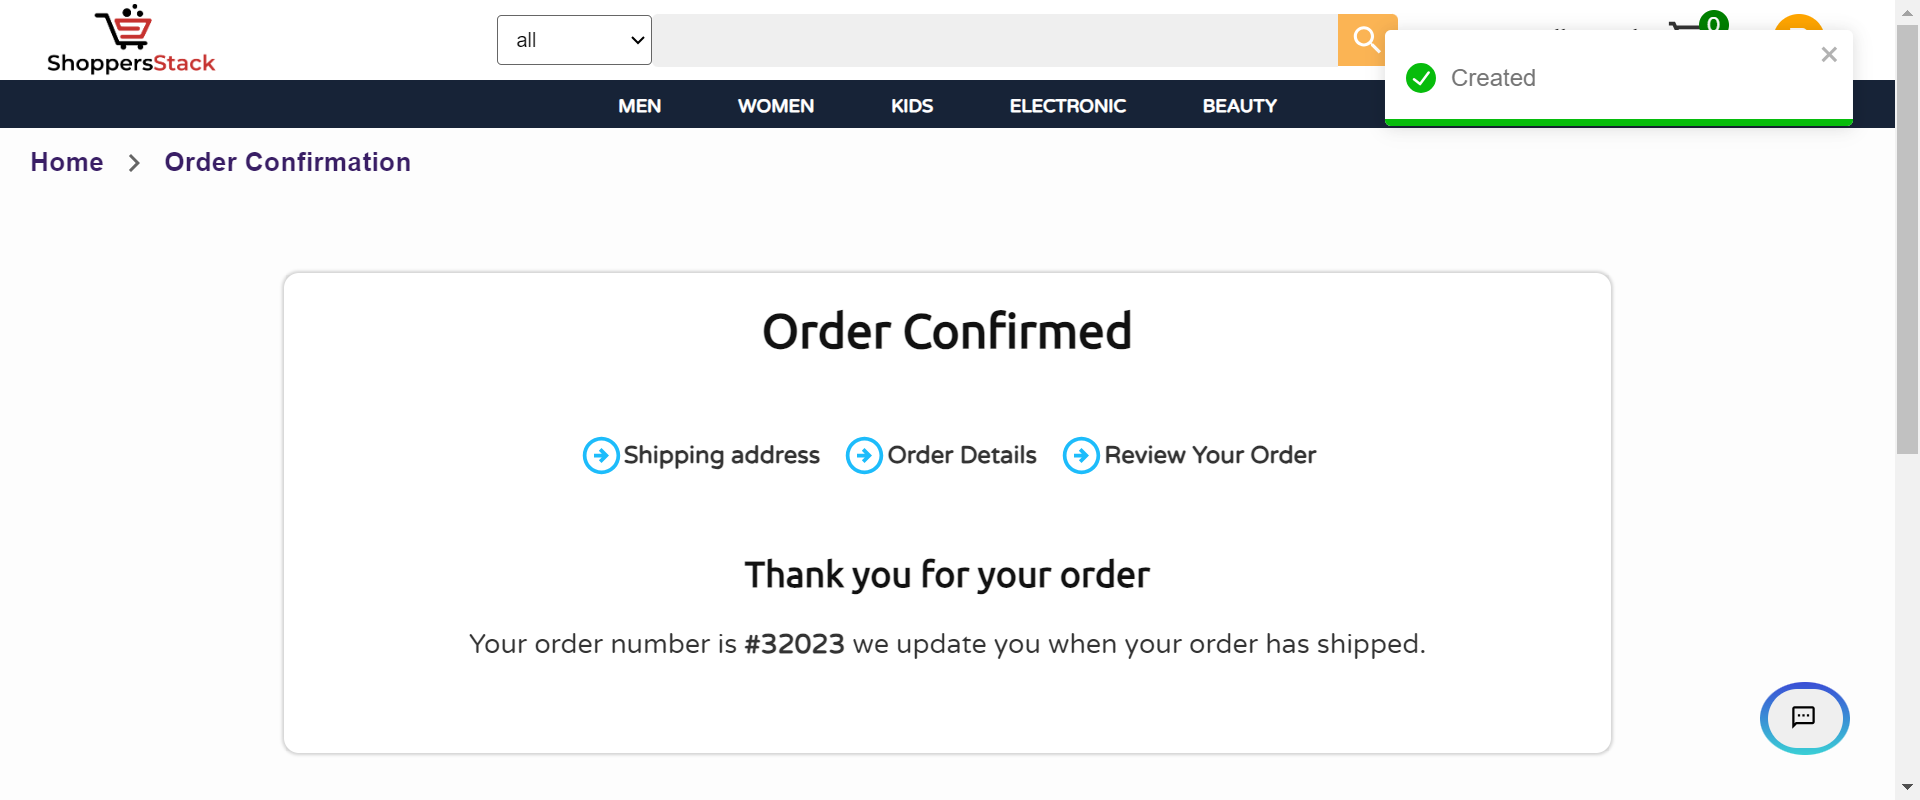 ShoppersStack
all
0
Created
MEN WOMEN KIDS ELECTRONIC BEAUTY
Home > Order Confirmation
Order Confirmed
Shipping address Order Details Review Your Order
Thank you for your order
Your order number is #32023 we update you when your order has shipped.